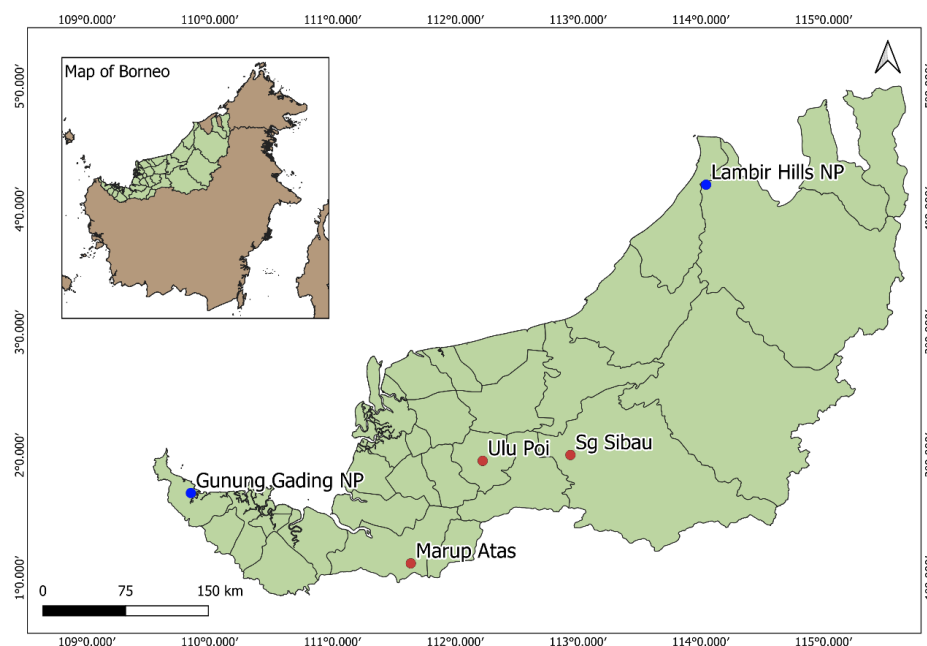 109°0.000′ 110°0.000′ 111°0.000′ 112°0.000′ 113°0.000′ 114°0.000′ 115°0.000′
Map of Borneo
5°0.000′
Lambir Hills NP
4°0.000′
3°0.000′
2°0.000′
Ulu Poi
Sg Sibau
Gunung Gading NP
Marup Atas
1°0.000′
0 75 150 km
109°0.000′ 110°0.000′ 111°0.000′ 112°0.000′ 113°0.000′ 114°0.000′ 115°0.000′